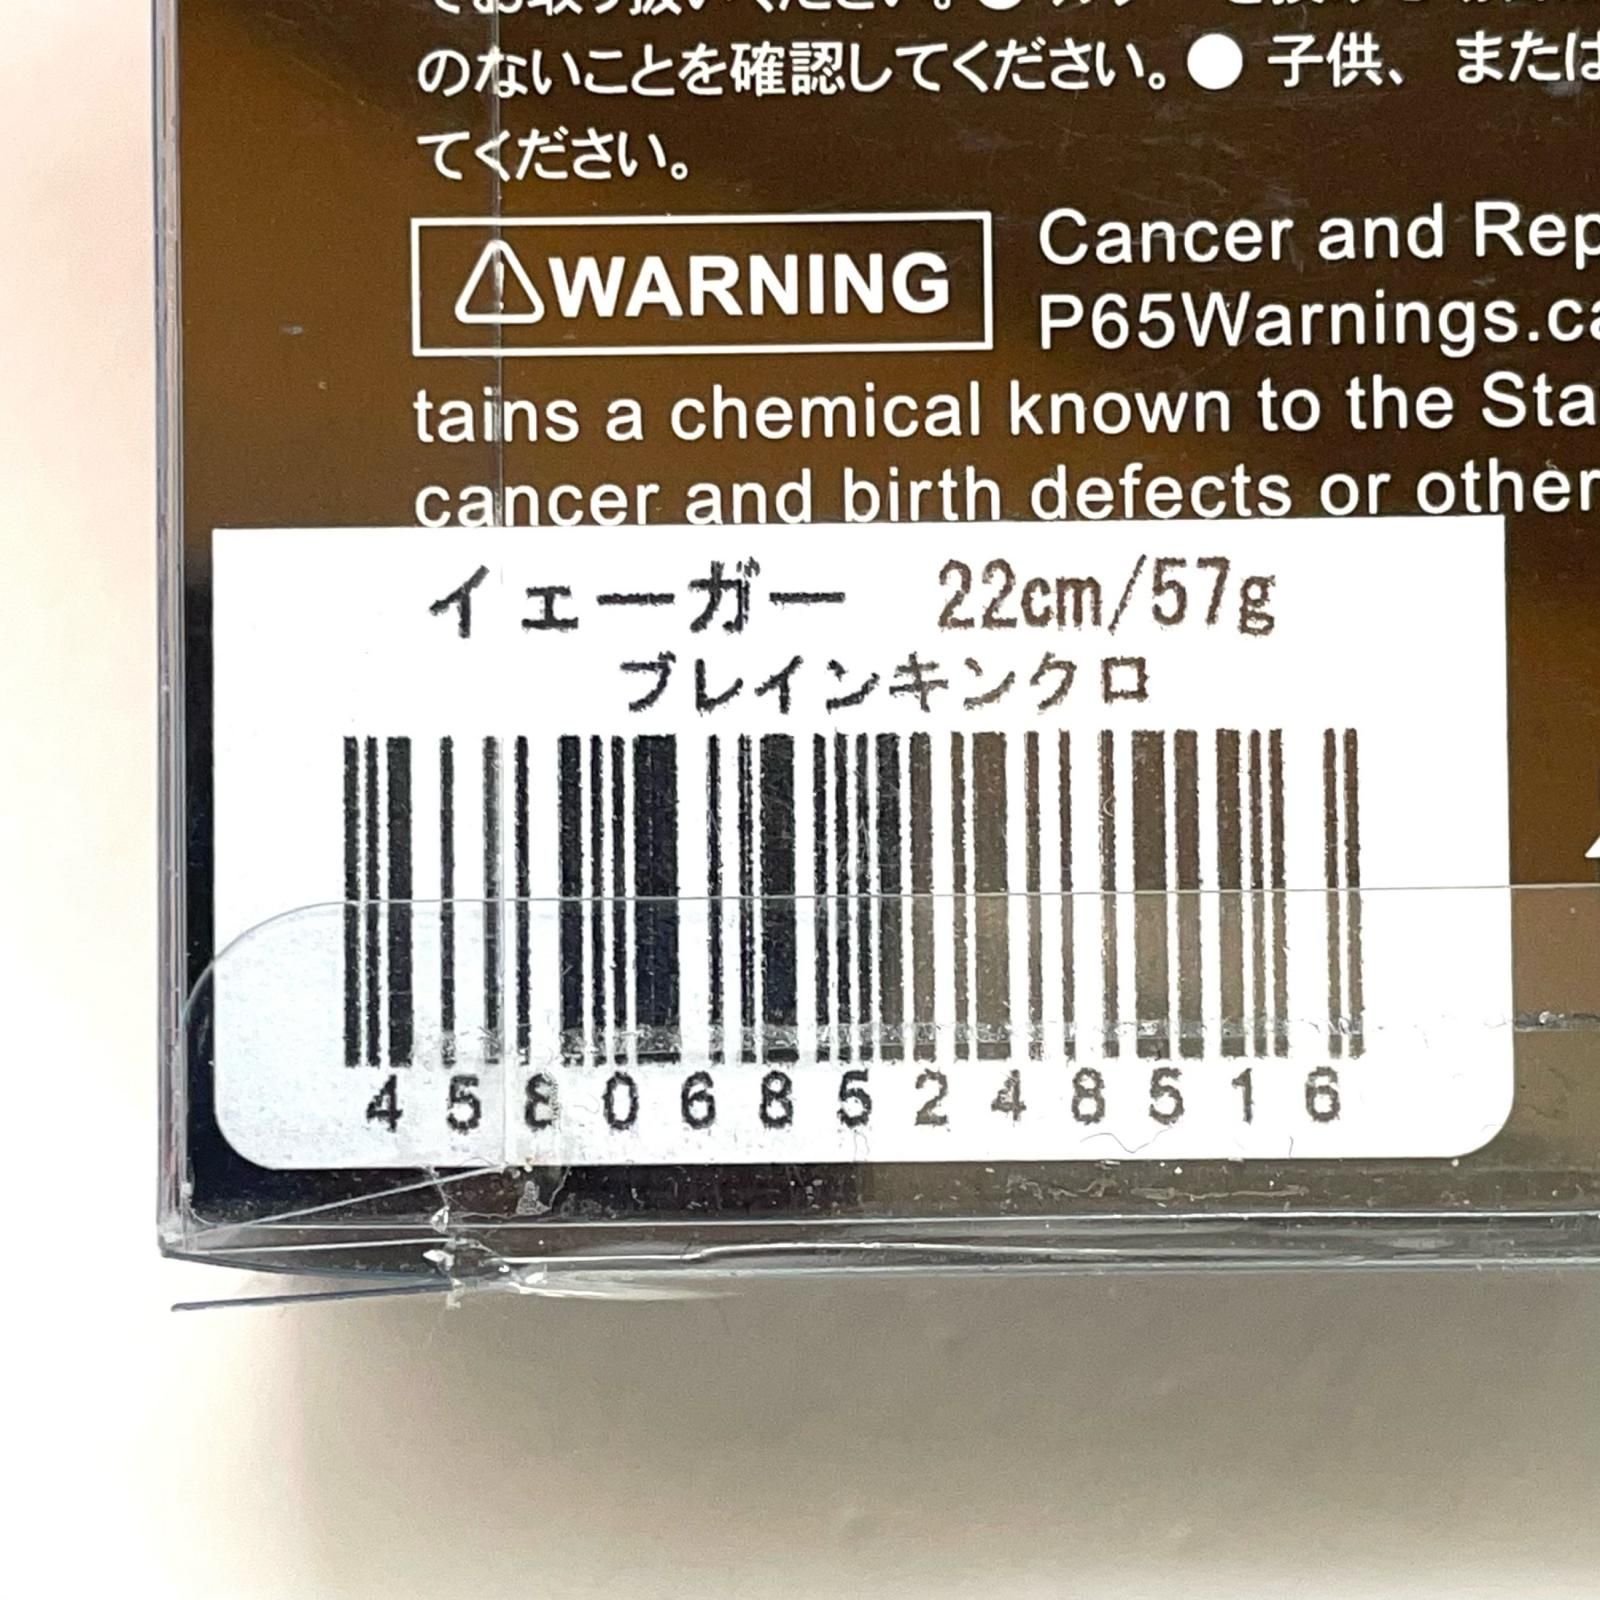 のないことを確認してください。● 子供、 または
てください。
⚠WARNING
Cancer and Rep
P65Warnings.ca
tains a chemical known to the Sta
cancer and birth defects or other
イェーガー 22cm/57g
ブレインキンクロ
4580685248516